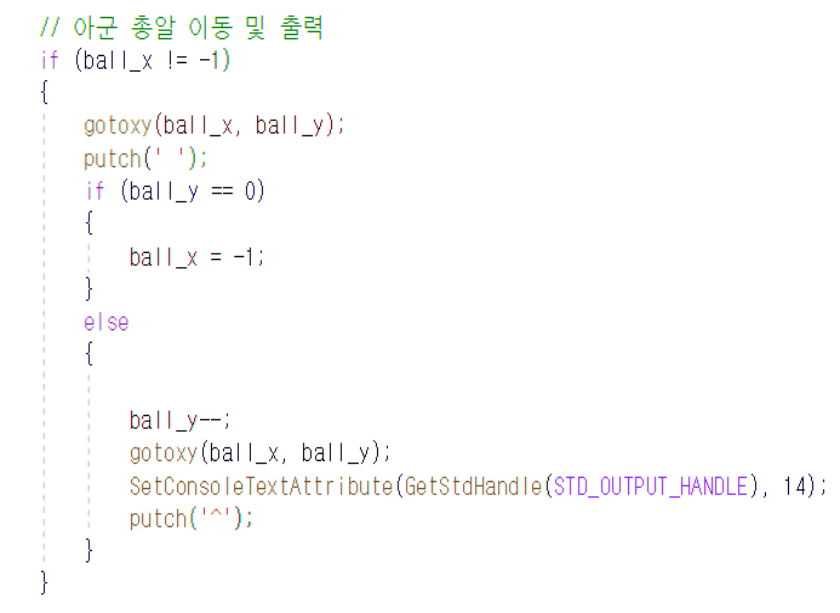 // 아군 총알 이동 및 출력
if (ball_x != -1)
{
gotoxy(ball_x, ball_y);
putch(' ');
if (ball_y == 0)
{
ball_x = -1;
}
else
{
ball_y--;
gotoxy(ball_x, ball_y);
SetConsoleTextAttribute(GetStdHandle(STD_OUTPUT_HANDLE), 14);
putch('^');
}
}